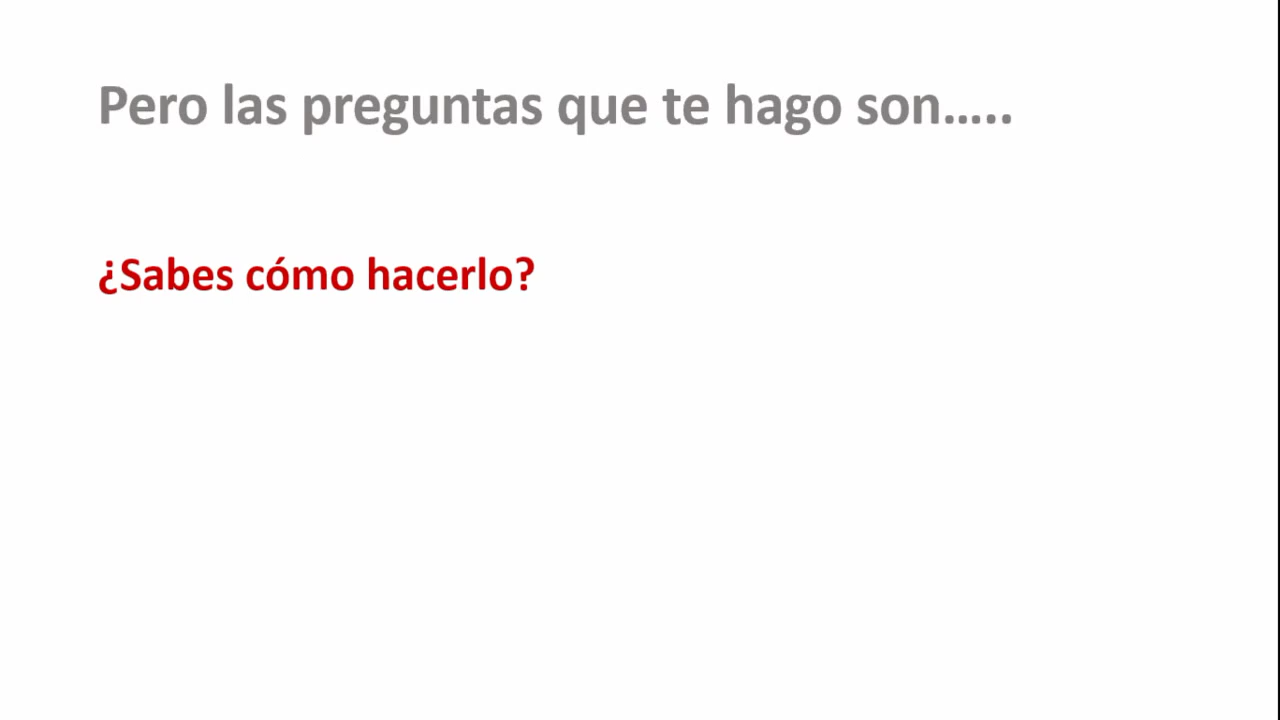 Pero las preguntas que te hago son.....
¿Sabes cómo hacerlo?